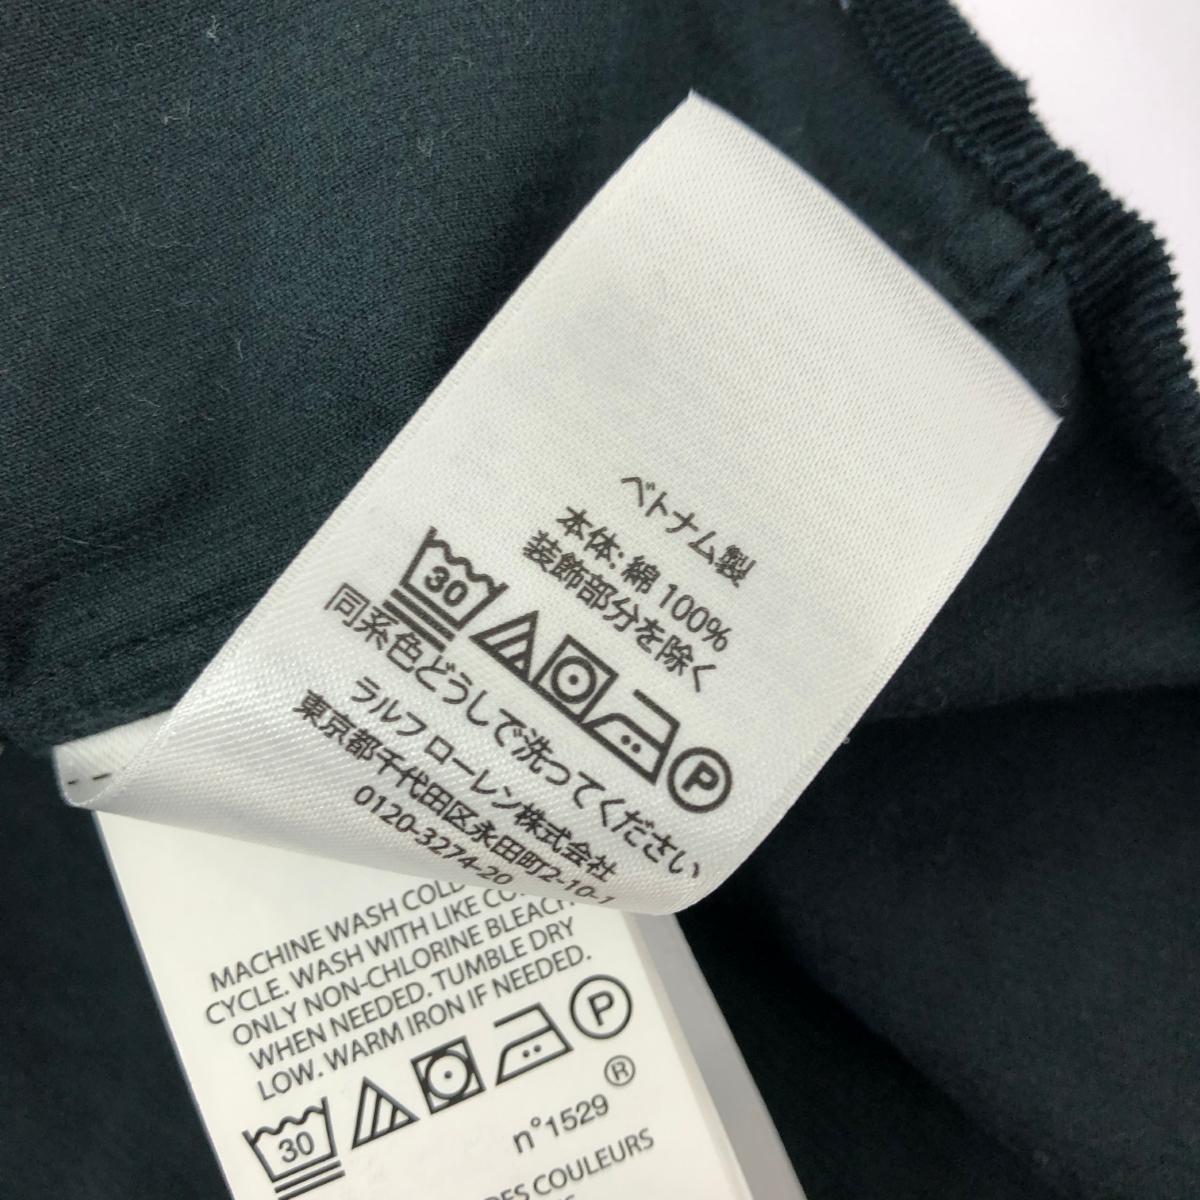 ベトナム製
本体: 綿 100%
装飾部分を除く
30 P
同系色どうしで洗ってください
ラルフ ローレン株式会社
東京都千代田区永田町2-10-1
0120-3274-20
MACHINE WASH COLD
CYCLE. WASH WITH LIKE
ONLY NON-CHLORINE BLEACH
WHEN NEEDED. TUMBLE DRY
LOW. WARM IRON IF NEEDED.
30 P
®
n°1529
DES COULEURS